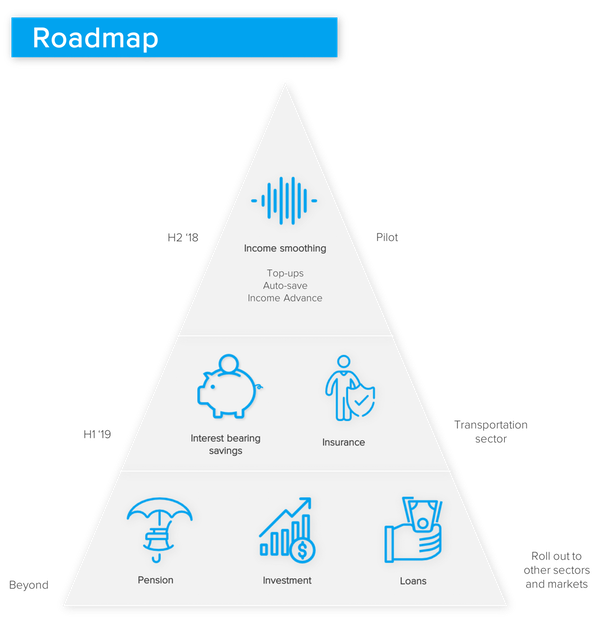 Roadmap
H2 ‘18
Income smoothing
Pilot
Top-ups
Auto-save
Income Advance
H1 ‘19
Interest bearing
savings
Insurance
Transportation
sector
Beyond
Pension
Investment
Loans
Roll out to
other sectors
and markets